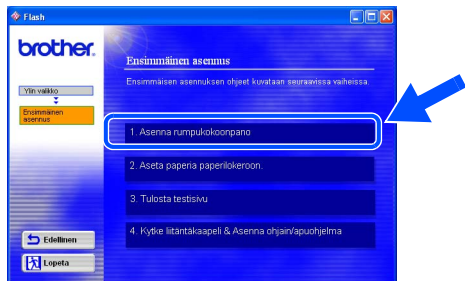 Flash
brother.
Ylin valikko
Ensimmäinen
asennus
Ensimmäinen asennus
Ensimmäisen asennuksen ohjeet kuvataan seuraavissa vaiheissa.
1. Asenna rumpukokoonpano
2. Aseta paperia paperilokeroon.
3. Tulosta testisivu
4. Kytke liitäntäkaapeli & Asenna ohjain/apuohjelma
Edellinen
Lopeta